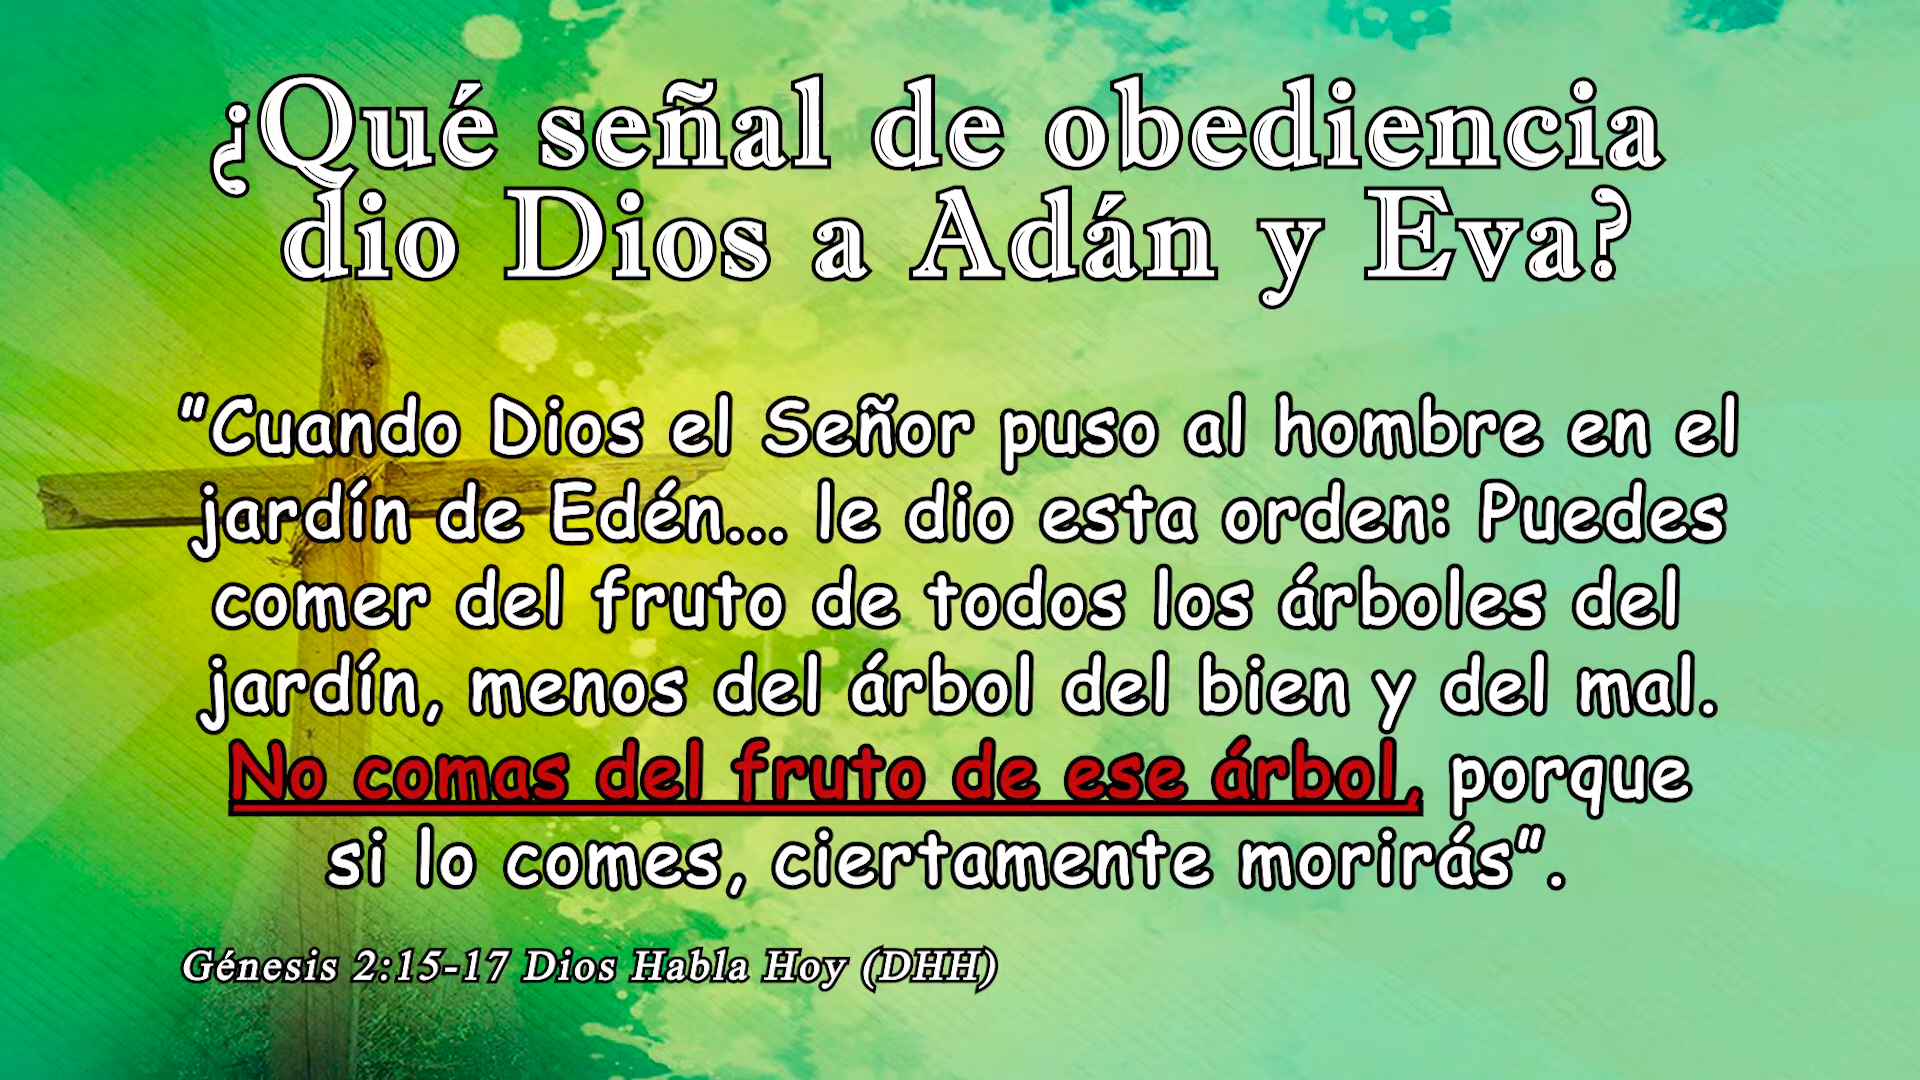 ¿Qué señal de obediencia
dio Dios a Adán y Eva?
"Cuando Dios el Señor puso al hombre en el
jardín de Edén... le dio esta orden: Puedes
comer del fruto de todos los árboles del
jardín, menos del árbol del bien y del mal.
No comas del fruto de ese árbol, porque
si lo comes, ciertamente morirás".
Génesis 2:15-17 Dios Habla Hoy (DHH)